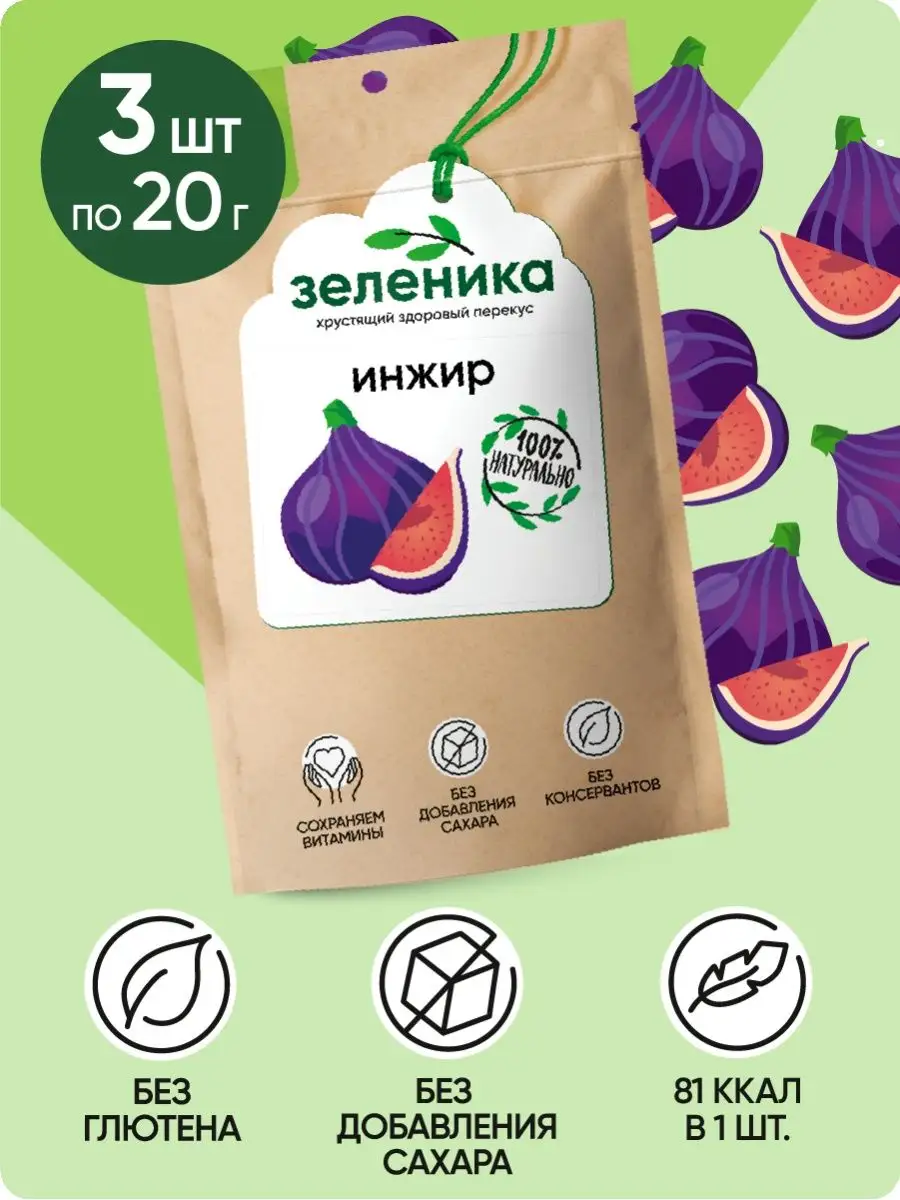 3 шт
по 20 г
зеленика
хрустящий здоровый перекус
инжир
100%
НАТУРАЛЬНО
СОХРАНЯЕМ
ВИТАМИНЫ
БЕЗ
ДОБАВЛЕНИЯ
САХАРА
БЕЗ
КОНСЕРВАНТОВ
БЕЗ
ГЛЮТЕНА
БЕЗ
ДОБАВЛЕНИЯ
САХАРА
81 ККАЛ
В 1 ШТ.